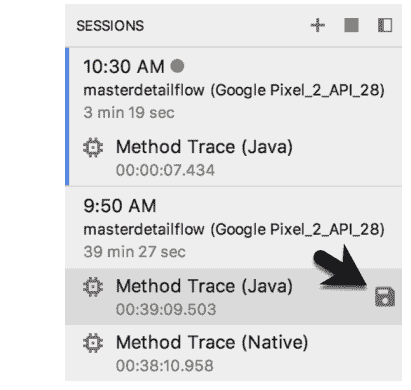 SESSIONS
10:30 AM
masterdetailflow (Google Pixel_2_API_28)
3 min 19 sec
Method Trace (Java)
00:00:07.434
9:50 AM
masterdetailflow (Google Pixel_2_API_28)
39 min 27 sec
Method Trace (Java)
00:39:09.503
Method Trace (Native)
00:38:10.958